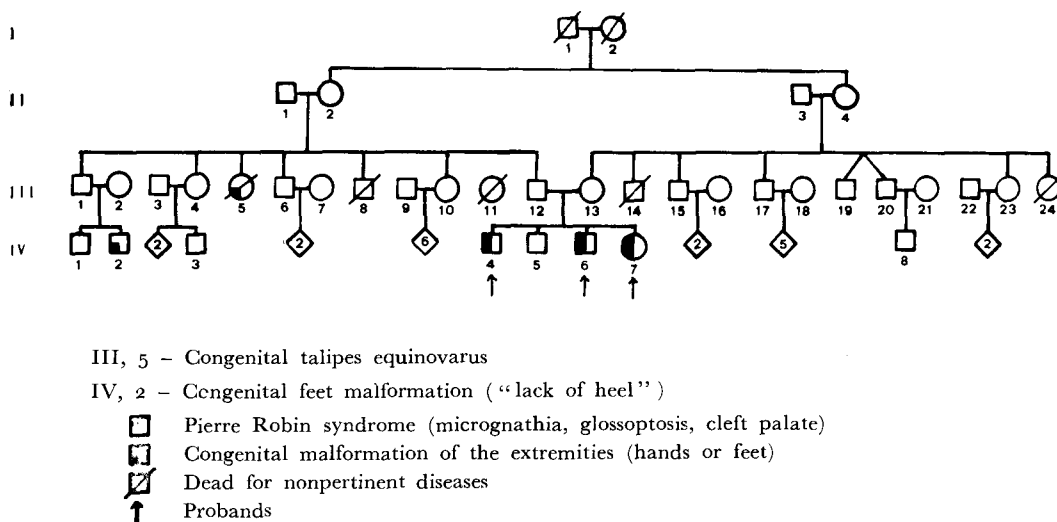 I
1 2
II
1 2 3 4
III
1 2 3 4 5 6 7 8 9 10 11 12 13 14 15 16 17 18 19 20 21 22 23 24
2 2 6 2 5 2
IV
1 2 3 4 5 6 7 8
III, 5 – Congenital talipes equinovarus
IV, 2 – Congenital feet malformation (“lack of heel”)
Pierre Robin syndrome (micrognathia, glossoptosis, cleft palate)
Congenital malformation of the extremities (hands or feet)
Dead for nonpertinent diseases
Probands